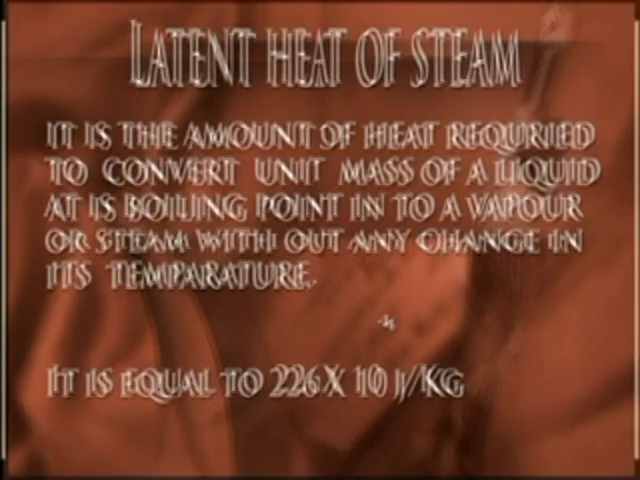 LATENT HEAT OF STEAM
IT IS THE AMOUNT OF HEAT REQURIED
TO CONVERT UNIT MASS OF A LIQUID
AT IS BOILING POINT IN TO A VAPOUR
OR STEAM WITH OUT ANY CHANGE IN
ITS TEMPARATURE.
IT IS EQUAL TO 226 X 10 J/KG